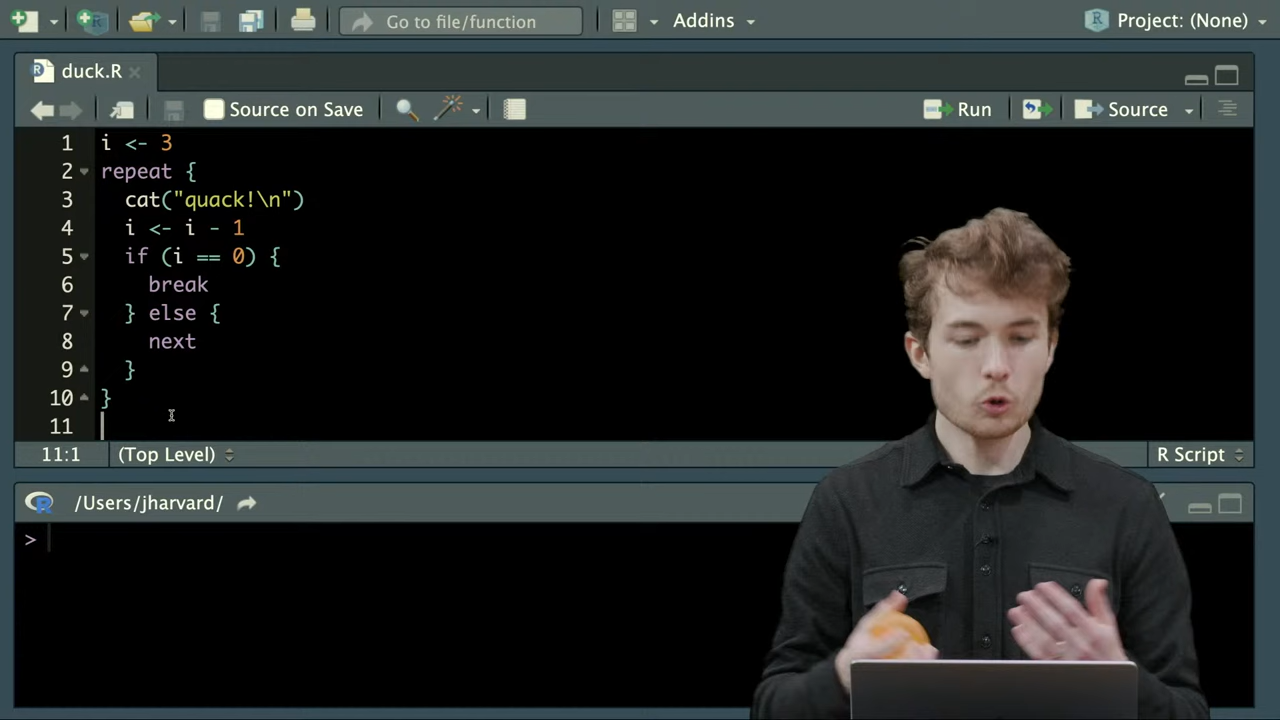 Go to file/function
Addins
Project: (None)
duck.R
Source on Save
Run
Source
1 i <- 3
2 repeat {
3 cat("quack!\n")
4 i <- i - 1
5 if (i == 0) {
6 break
7 } else {
8 next
9 }
10 }
11
11:1 (Top Level) R Script
R /Users/jharvard/
>